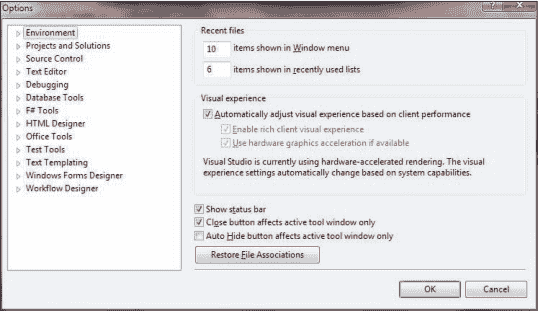 Options
Environment
Projects and Solutions
Source Control
Text Editor
Debugging
Database Tools
F# Tools
HTML Designer
Office Tools
Test Tools
Text Templating
Windows Forms Designer
Workflow Designer
Recent files
10 items shown in Window menu
6 items shown in recently used lists
Visual experience
Automatically adjust visual experience based on client performance
Enable rich client visual experience
Use hardware graphics acceleration if available
Visual Studio is currently using hardware-accelerated rendering. The visual
experience settings automatically change based on system capabilities.
Show status bar
Close button affects active tool window only
Auto Hide button affects active tool window only
Restore File Associations
OK Cancel